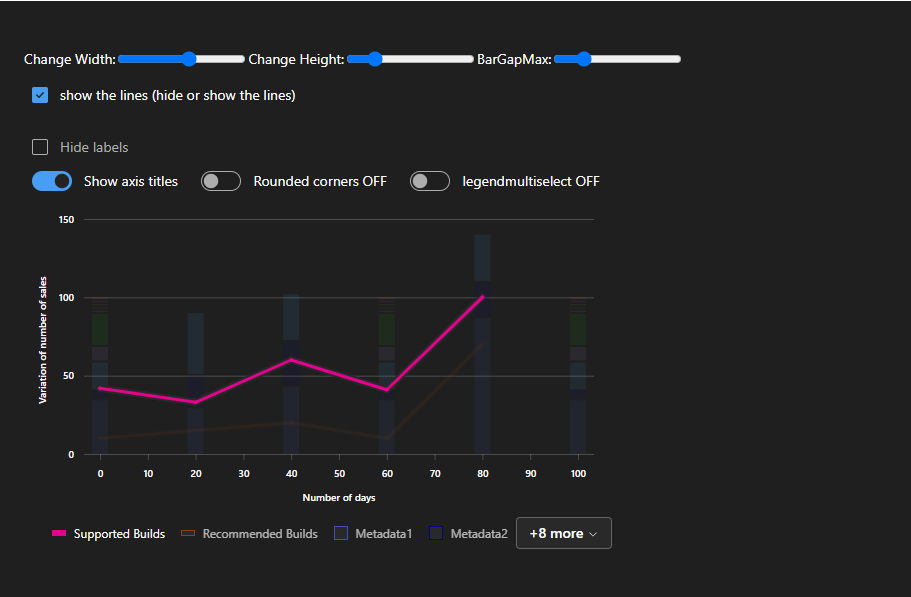 Change Width: Change Height: BarGapMax:
show the lines (hide or show the lines)
Hide labels
Show axis titles Rounded corners OFF legendmultiselect OFF
150
100
50
0
Variation of number of sales
0 10 20 30 40 50 60 70 80 90 100
Number of days
Supported Builds Recommended Builds Metadata1 Metadata2 +8 more